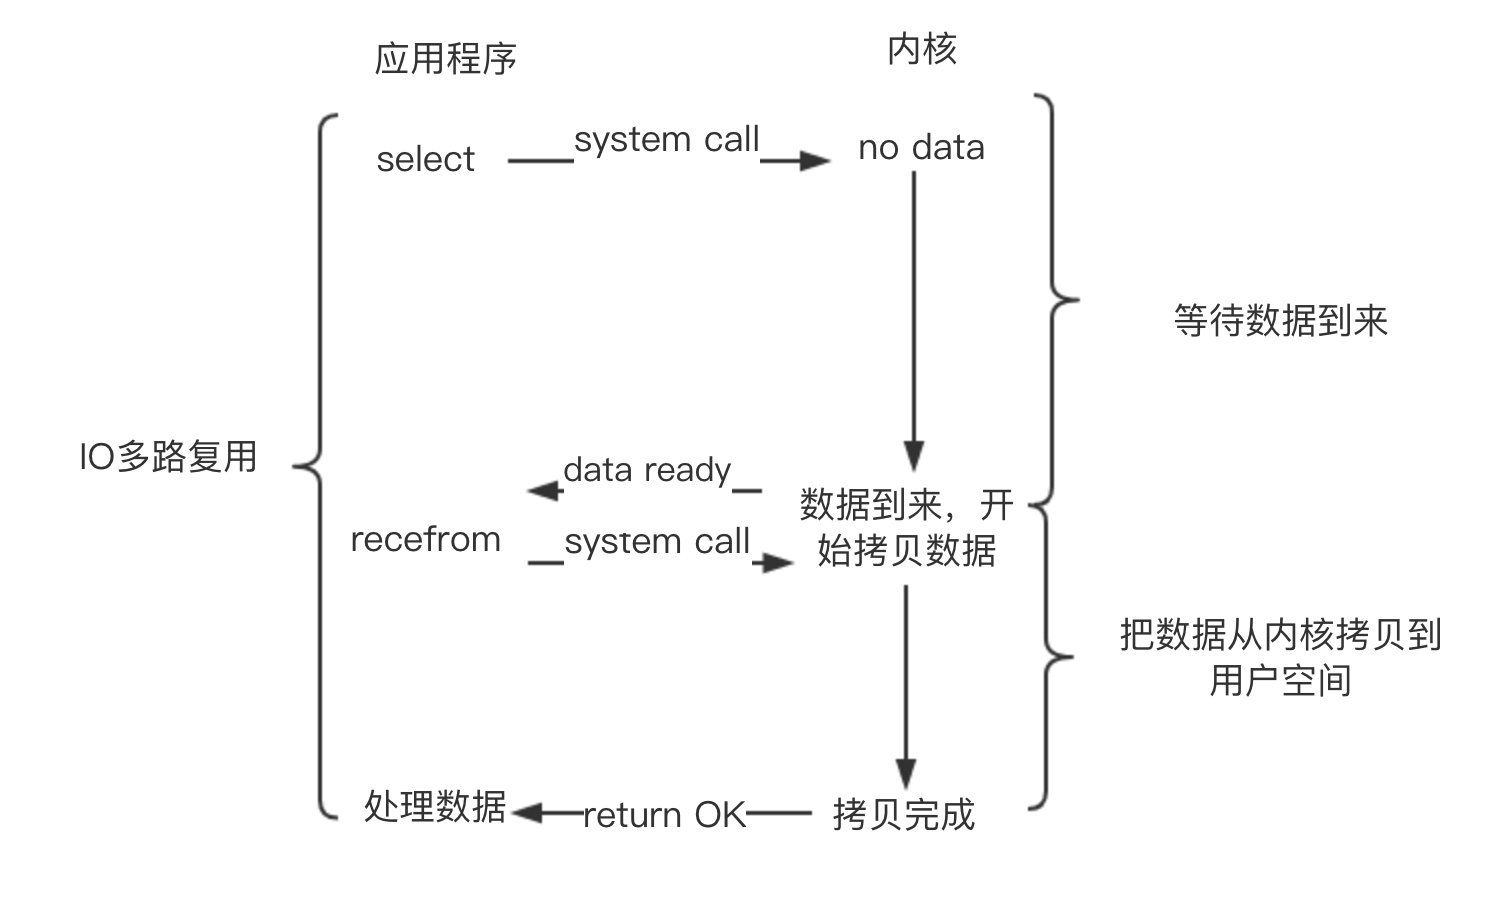 应用程序
内核
select
system call
no data
等待数据到来
IO多路复用
data ready
数据到来，开
始拷贝数据
recefrom
system call
把数据从内核拷贝到
用户空间
处理数据
return OK
拷贝完成